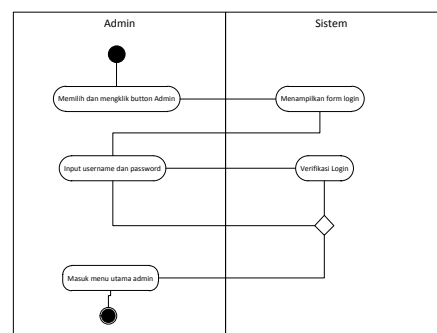 Admin
Sistem
Memilih dan mengklik button Admin
Menampilkan form login
Input username dan password
Verifikasi Login
Masuk menu utama admin